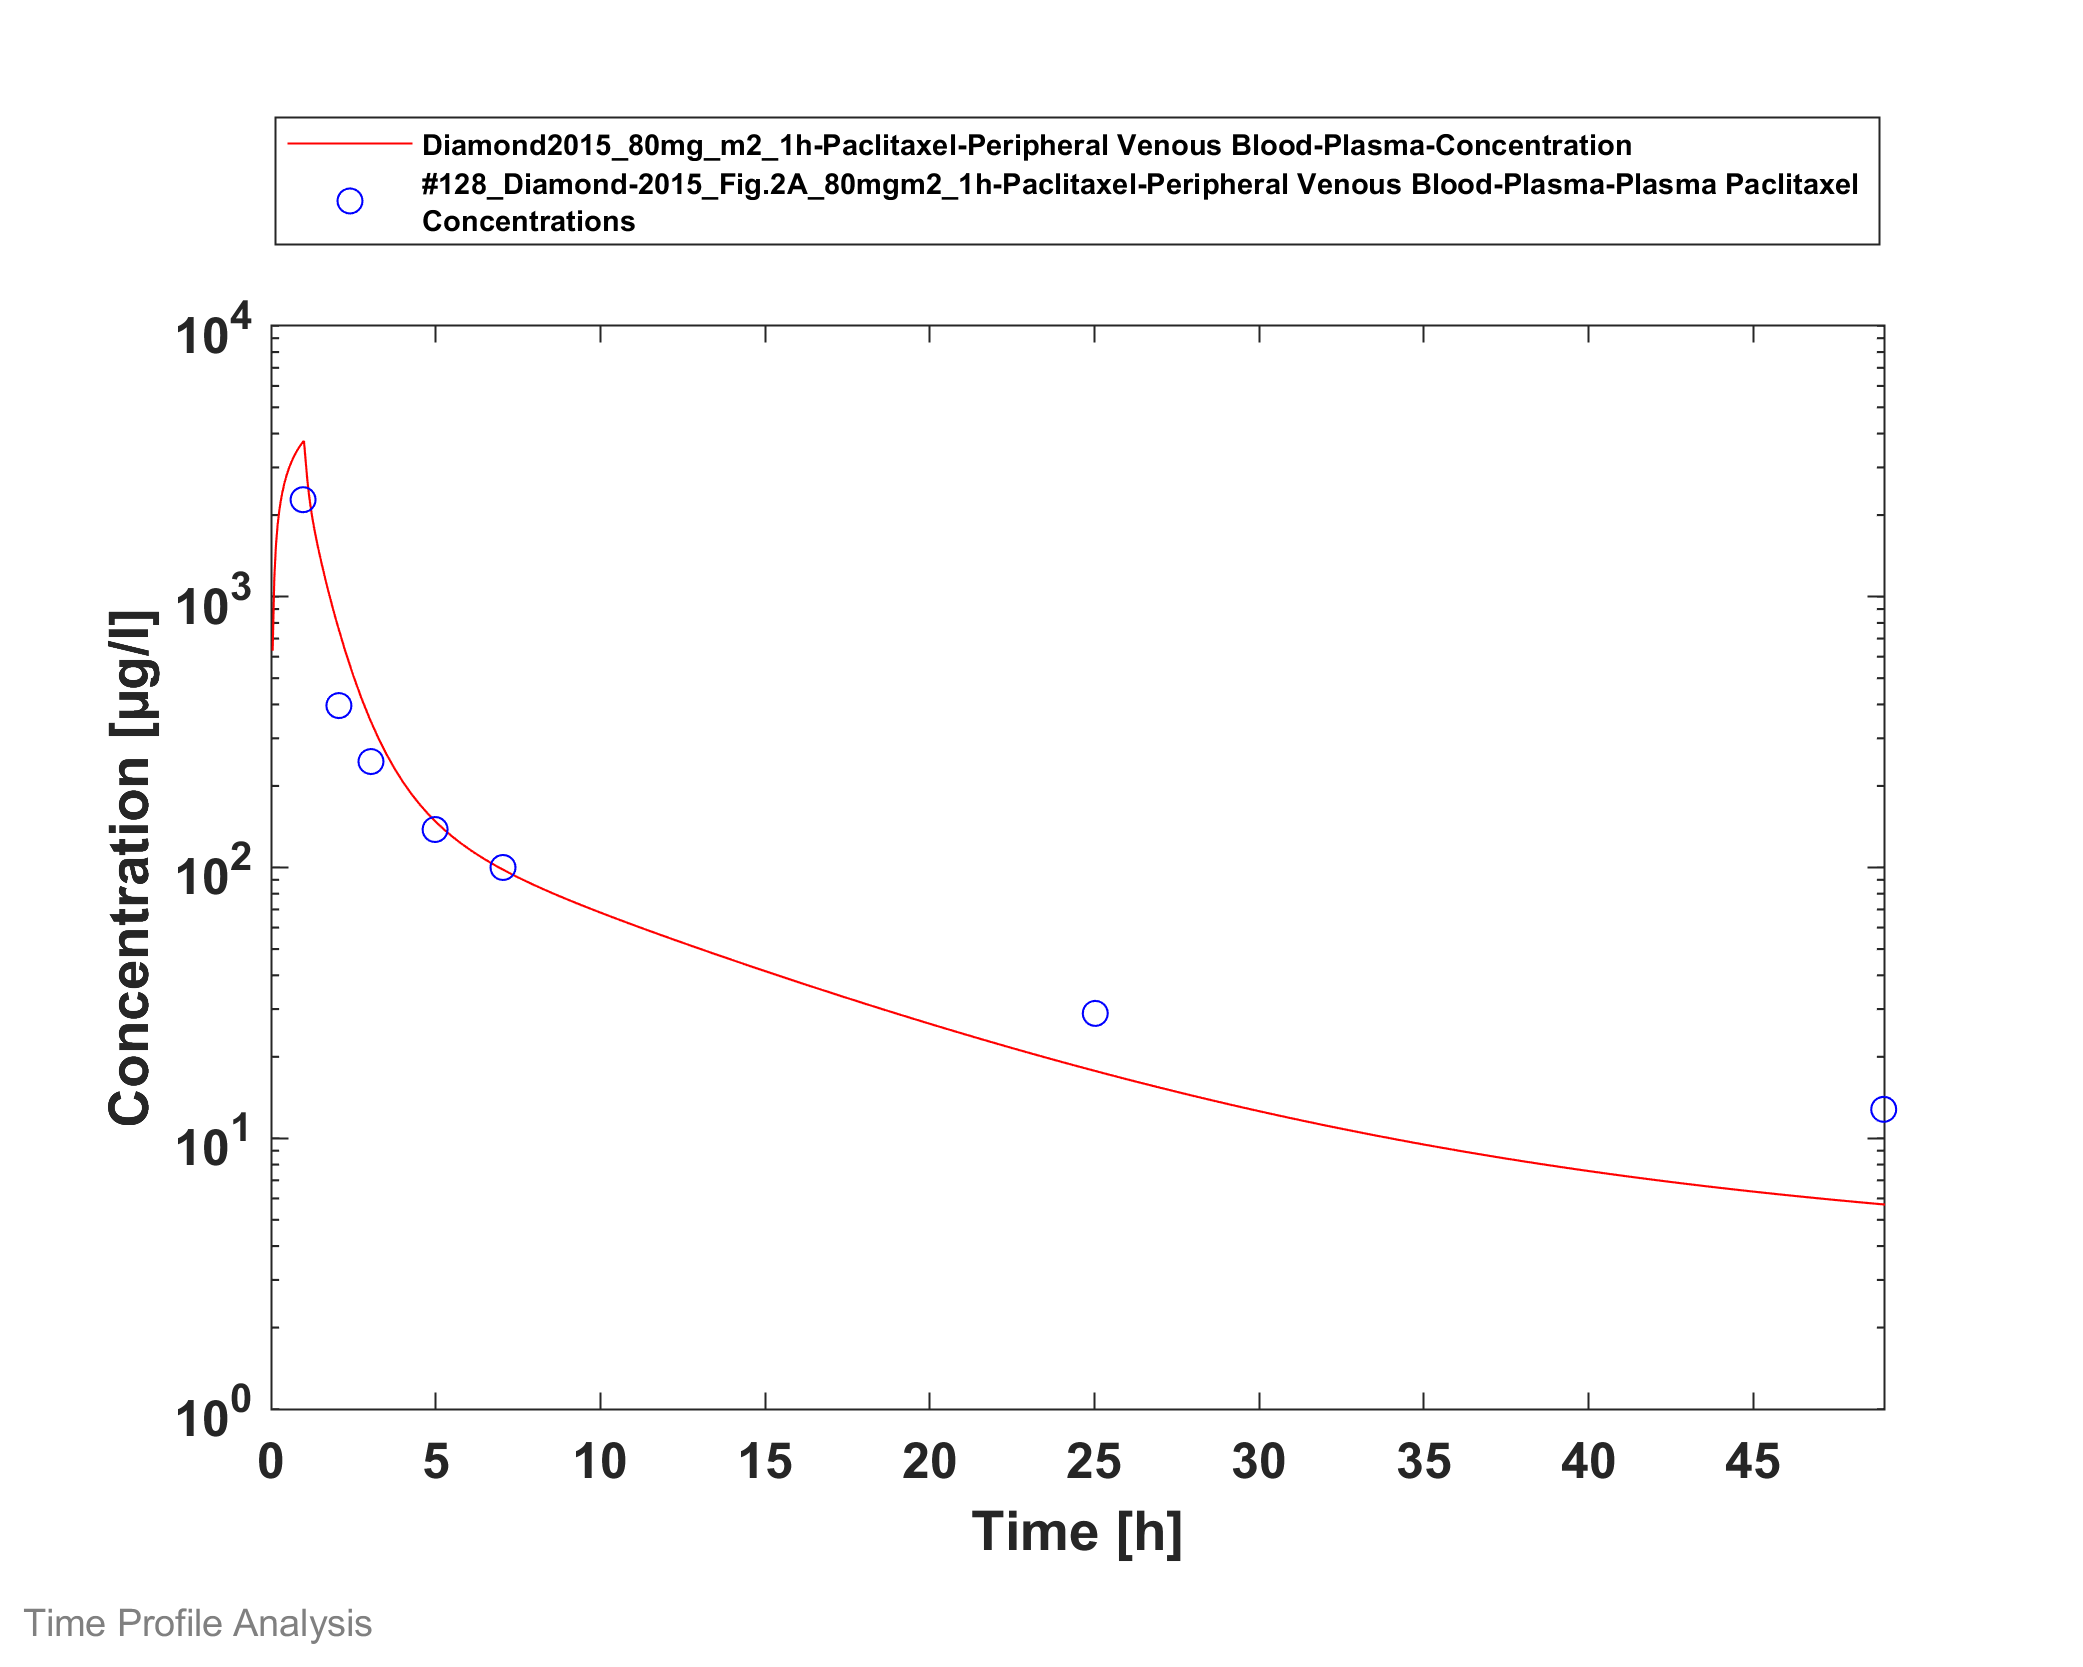 Diamond2015_80mg_m2_1h-Paclitaxel-Peripheral Venous Blood-Plasma-Concentration
#128_Diamond-2015_Fig.2A_80mgm2_1h-Paclitaxel-Peripheral Venous Blood-Plasma-Plasma Paclitaxel
Concentrations
10^4
10^3
10^2
10^1
10^0
Concentration [µg/l]
0 5 10 15 20 25 30 35 40 45
Time [h]
Time Profile Analysis